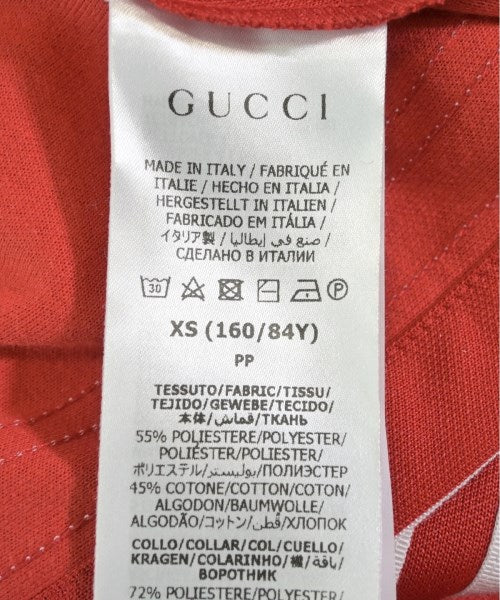 GUCCI
MADE IN ITALY / FABRIQUÉ EN
ITALIE / HECHO EN ITALIA /
HERGESTELLT IN ITALIEN /
FABRICADO EM ITÁLIA /
イタリア製 / صنع في إيطاليا /
СДЕЛАНО В ИТАЛИИ
30 P
XS (160/84Y)
PP
TESSUTO/FABRIC/TISSU/
TEJIDO/GEWEBE/TECIDO/
本体/قماش/ТКАНЬ
55% POLIESTERE/POLYESTER/
POLIÉSTER/POLIÉSTER/
ポリエステル/بوليستر/ПОЛИЭСТЕР
45% COTONE/COTTON/COTON/
ALGODON/BAUMWOLLE/
ALGODÃO/コットン/قطن/ХЛОПОК
COLLO/COLLAR/COL/CUELLO/
KRAGEN/COLARINHO/襟/ياقة/
ВОРОТНИК
72% POLIESTERE/POLYESTER/